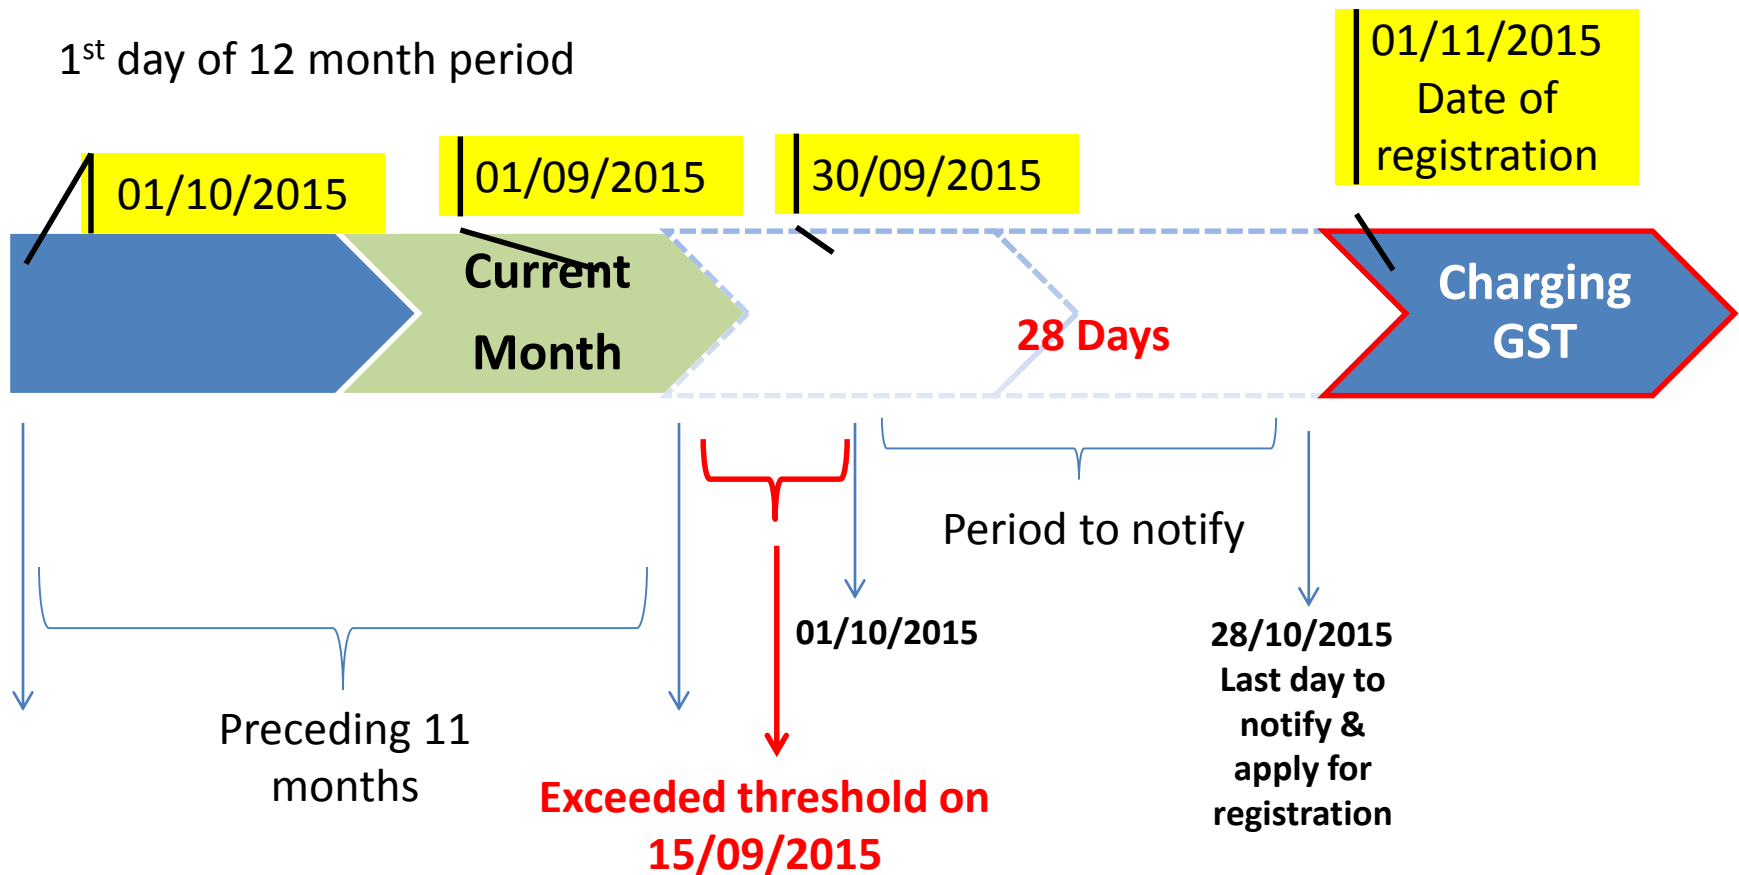 1st day of 12 month period
01/10/2015
01/09/2015
30/09/2015
01/11/2015
Date of
registration
Current
Month
28 Days
Charging
GST
Period to notify
01/10/2015
28/10/2015
Last day to
notify &
apply for
registration
Preceding 11
months
Exceeded threshold on
15/09/2015